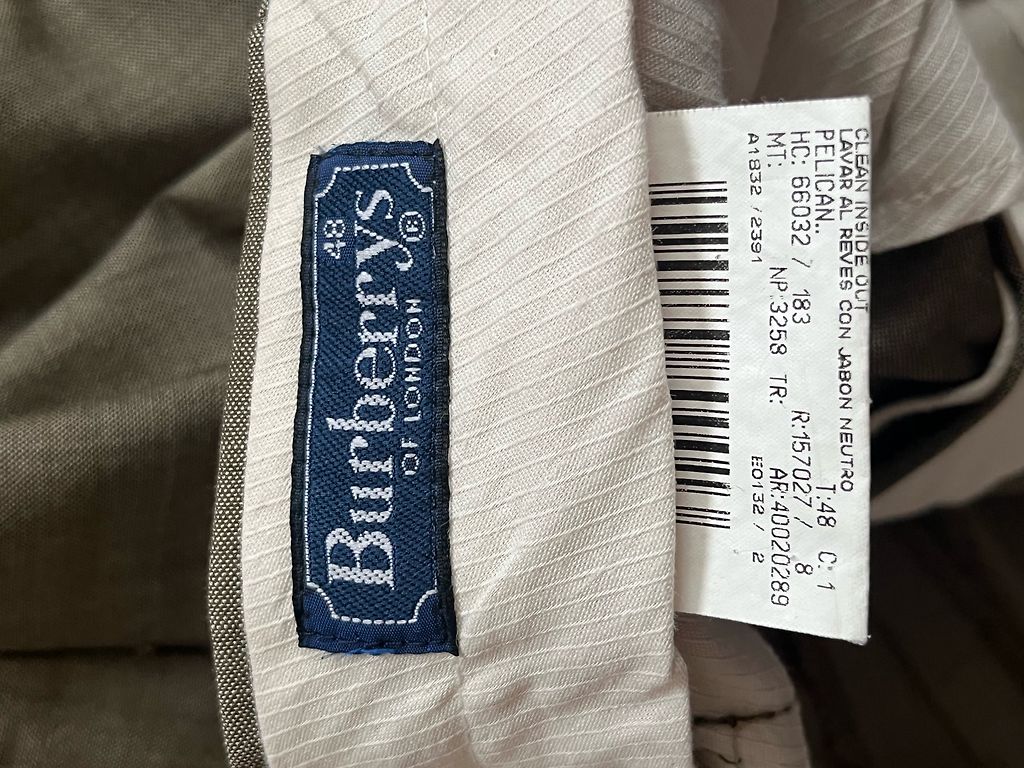 Burberrys®
OF LONDON
48
CLEAN INSIDE OUT
LAVAR AL REVES CON JABON NEUTRO
PELICAN.. T:48 C:1
HC: 66032 / 183 R:157027 / 8
MT: NP:3258 TR: AR:40020289
A1832 /2391 E0132/ 2